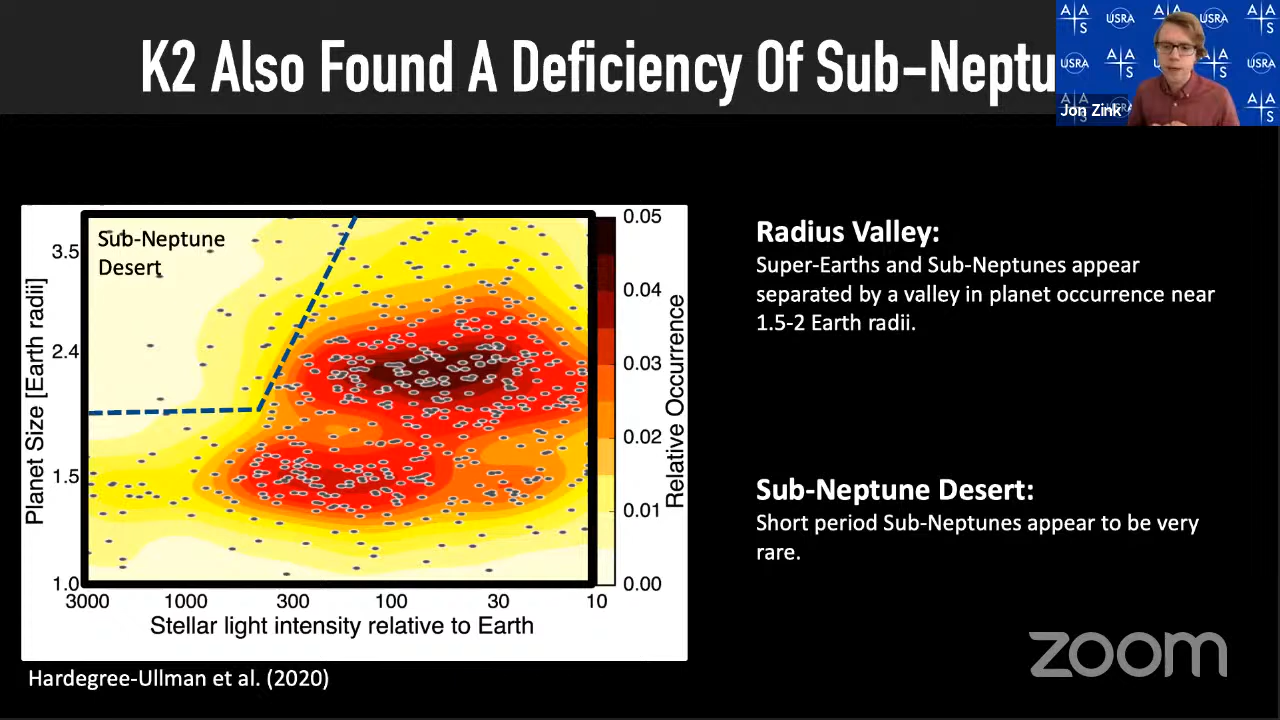 K2 Also Found A Deficiency Of Sub-Neptu
Jon Zink
A A S
USRA
Sub-Neptune
Desert
3.5
2.4
1.5
1.0
Planet Size [Earth radii]
3000 1000 300 100 30 10
Stellar light intensity relative to Earth
0.05
0.04
0.03
0.02
0.01
0.00
Relative Occurrence
Radius Valley:
Super-Earths and Sub-Neptunes appear
separated by a valley in planet occurrence near
1.5-2 Earth radii.
Sub-Neptune Desert:
Short period Sub-Neptunes appear to be very
rare.
Hardegree-Ullman et al. (2020)
zoom